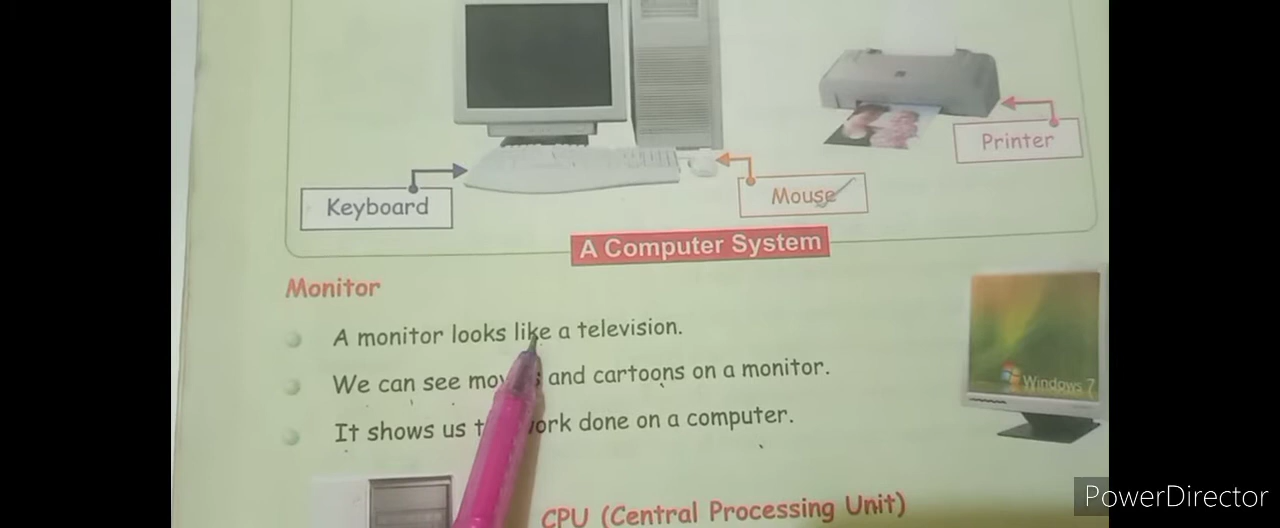 Printer
Mouse
Keyboard
A Computer System
Monitor
A monitor looks like a television.
We can see and cartoons on a monitor.
It shows us done on a computer.
Windows 7
CPU (Central Processing Unit)
PowerDirector